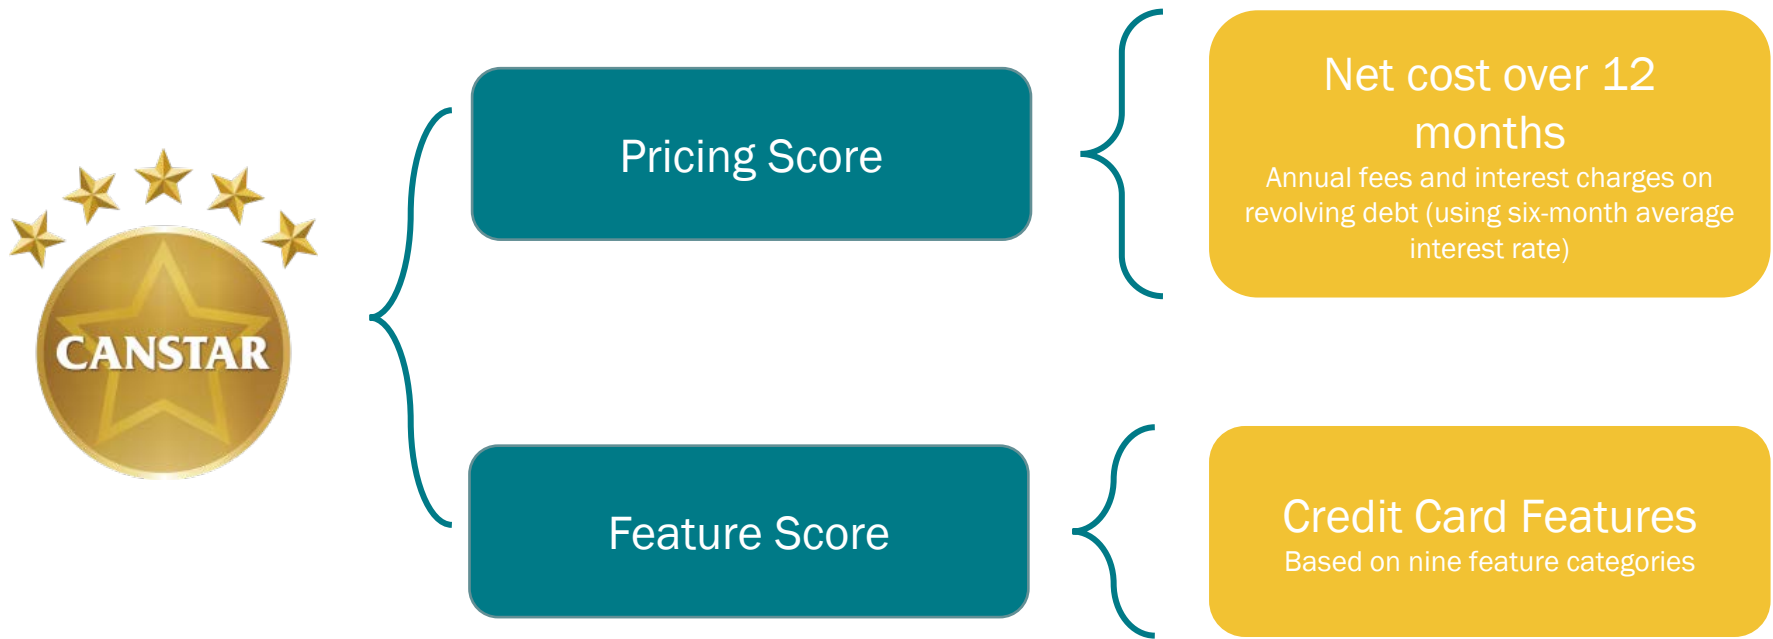 CANSTAR
Pricing Score
Net cost over 12
months
Annual fees and interest charges on
revolving debt (using six-month average
interest rate)
Feature Score
Credit Card Features
Based on nine feature categories